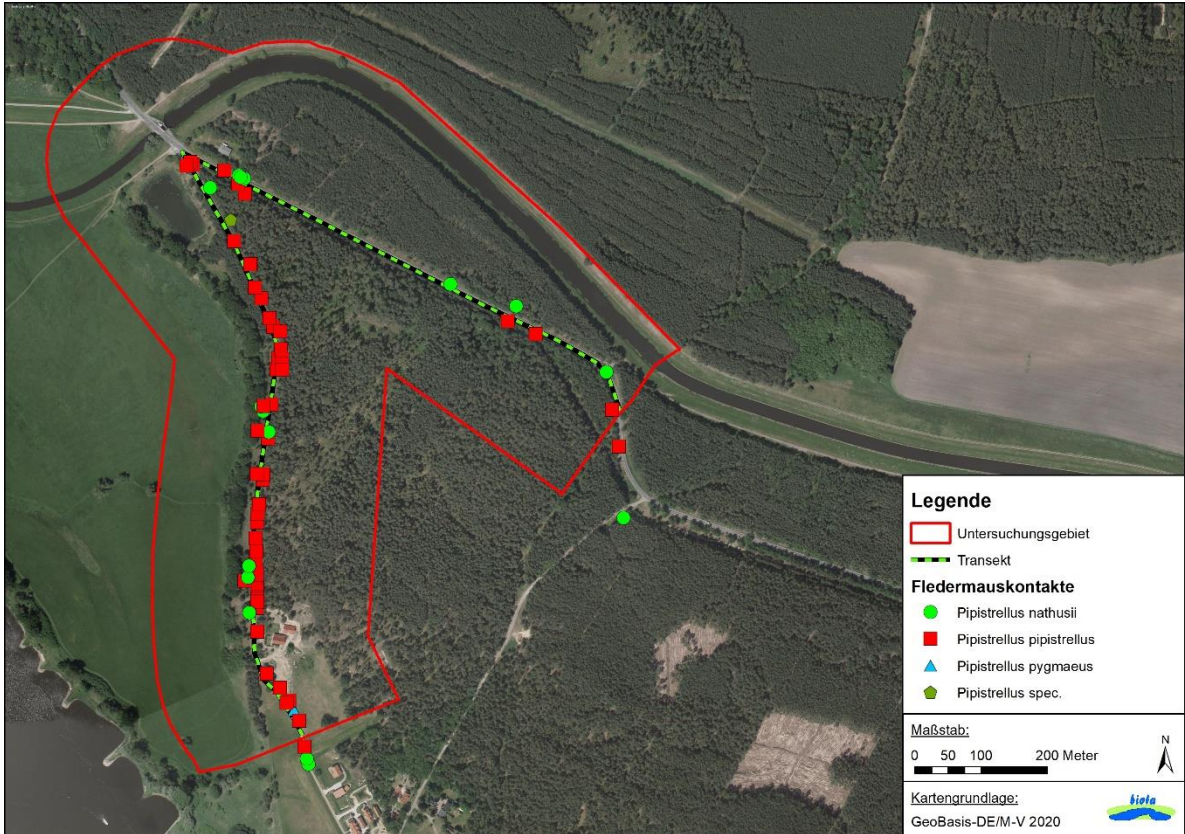 Legende
Untersuchungsgebiet
Transekt
Fledermauskontakte
Pipistrellus nathusii
Pipistrellus pipistrellus
Pipistrellus pygmaeus
Pipistrellus spec.
Maßstab:
0 50 100 200 Meter
N
Kartengrundlage:
GeoBasis-DE/M-V 2020
biota